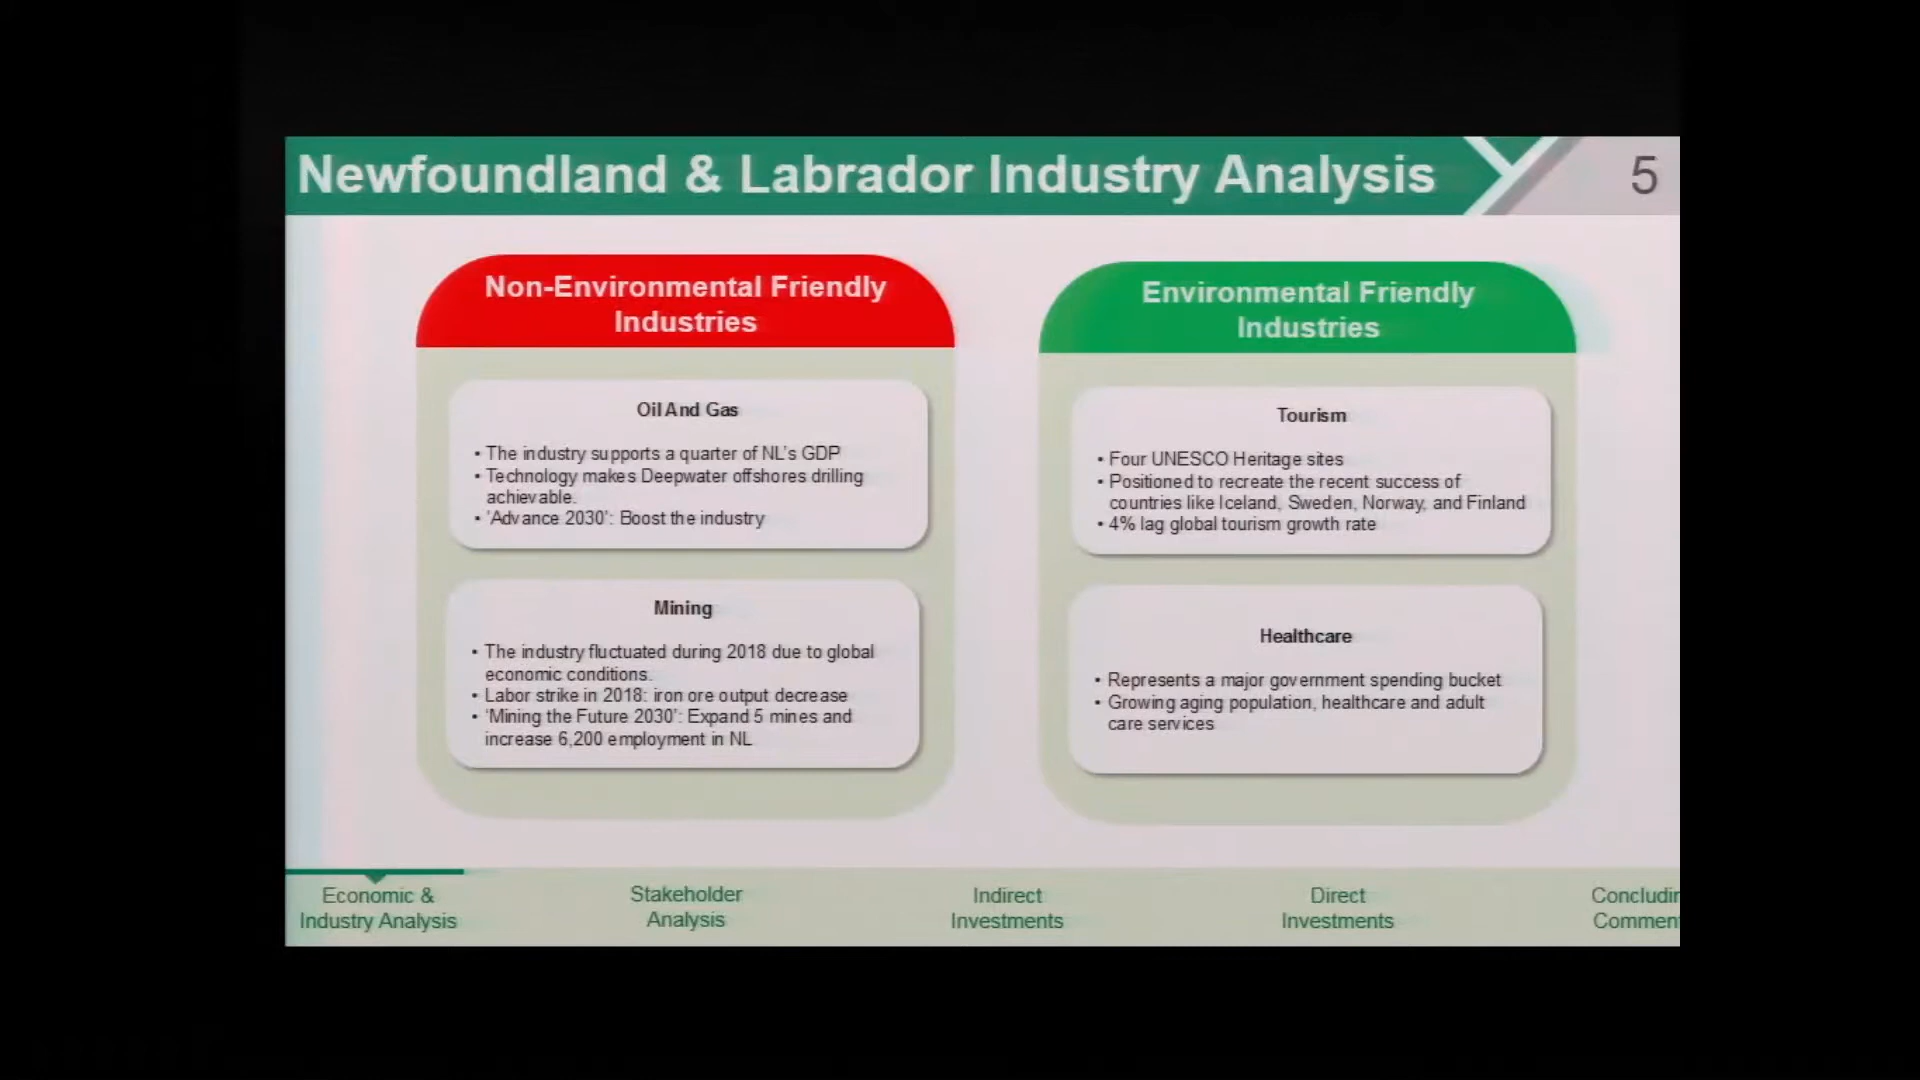 Newfoundland & Labrador Industry Analysis
5
Non-Environmental Friendly
Industries
Oil And Gas
• The industry supports a quarter of NL's GDP
• Technology makes Deepwater offshores drilling
achievable.
• 'Advance 2030': Boost the industry
Mining
• The industry fluctuated during 2018 due to global
economic conditions.
• Labor strike in 2018: iron ore output decrease
• 'Mining the Future 2030': Expand 5 mines and
increase 6,200 employment in NL
Environmental Friendly
Industries
Tourism
• Four UNESCO Heritage sites
• Positioned to recreate the recent success of
countries like Iceland, Sweden, Norway, and Finland
• 4% lag global tourism growth rate
Healthcare
• Represents a major government spending bucket
• Growing aging population, healthcare and adult
care services
Economic &
Industry Analysis
Stakeholder
Analysis
Indirect
Investments
Direct
Investments
Concludin
Commen